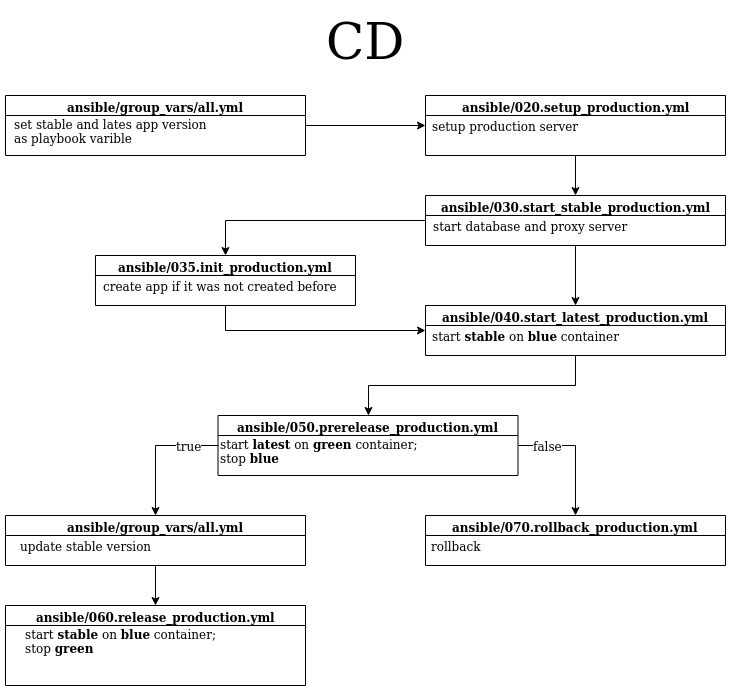 CD
ansible/group_vars/all.yml
set stable and lates app version
as playbook varible
ansible/020.setup_production.yml
setup production server
ansible/030.start_stable_production.yml
start database and proxy server
ansible/035.init_production.yml
create app if it was not created before
ansible/040.start_latest_production.yml
start stable on blue container
ansible/050.prerelease_production.yml
start latest on green container;
stop blue
true
false
ansible/group_vars/all.yml
update stable version
ansible/070.rollback_production.yml
rollback
ansible/060.release_production.yml
start stable on blue container;
stop green